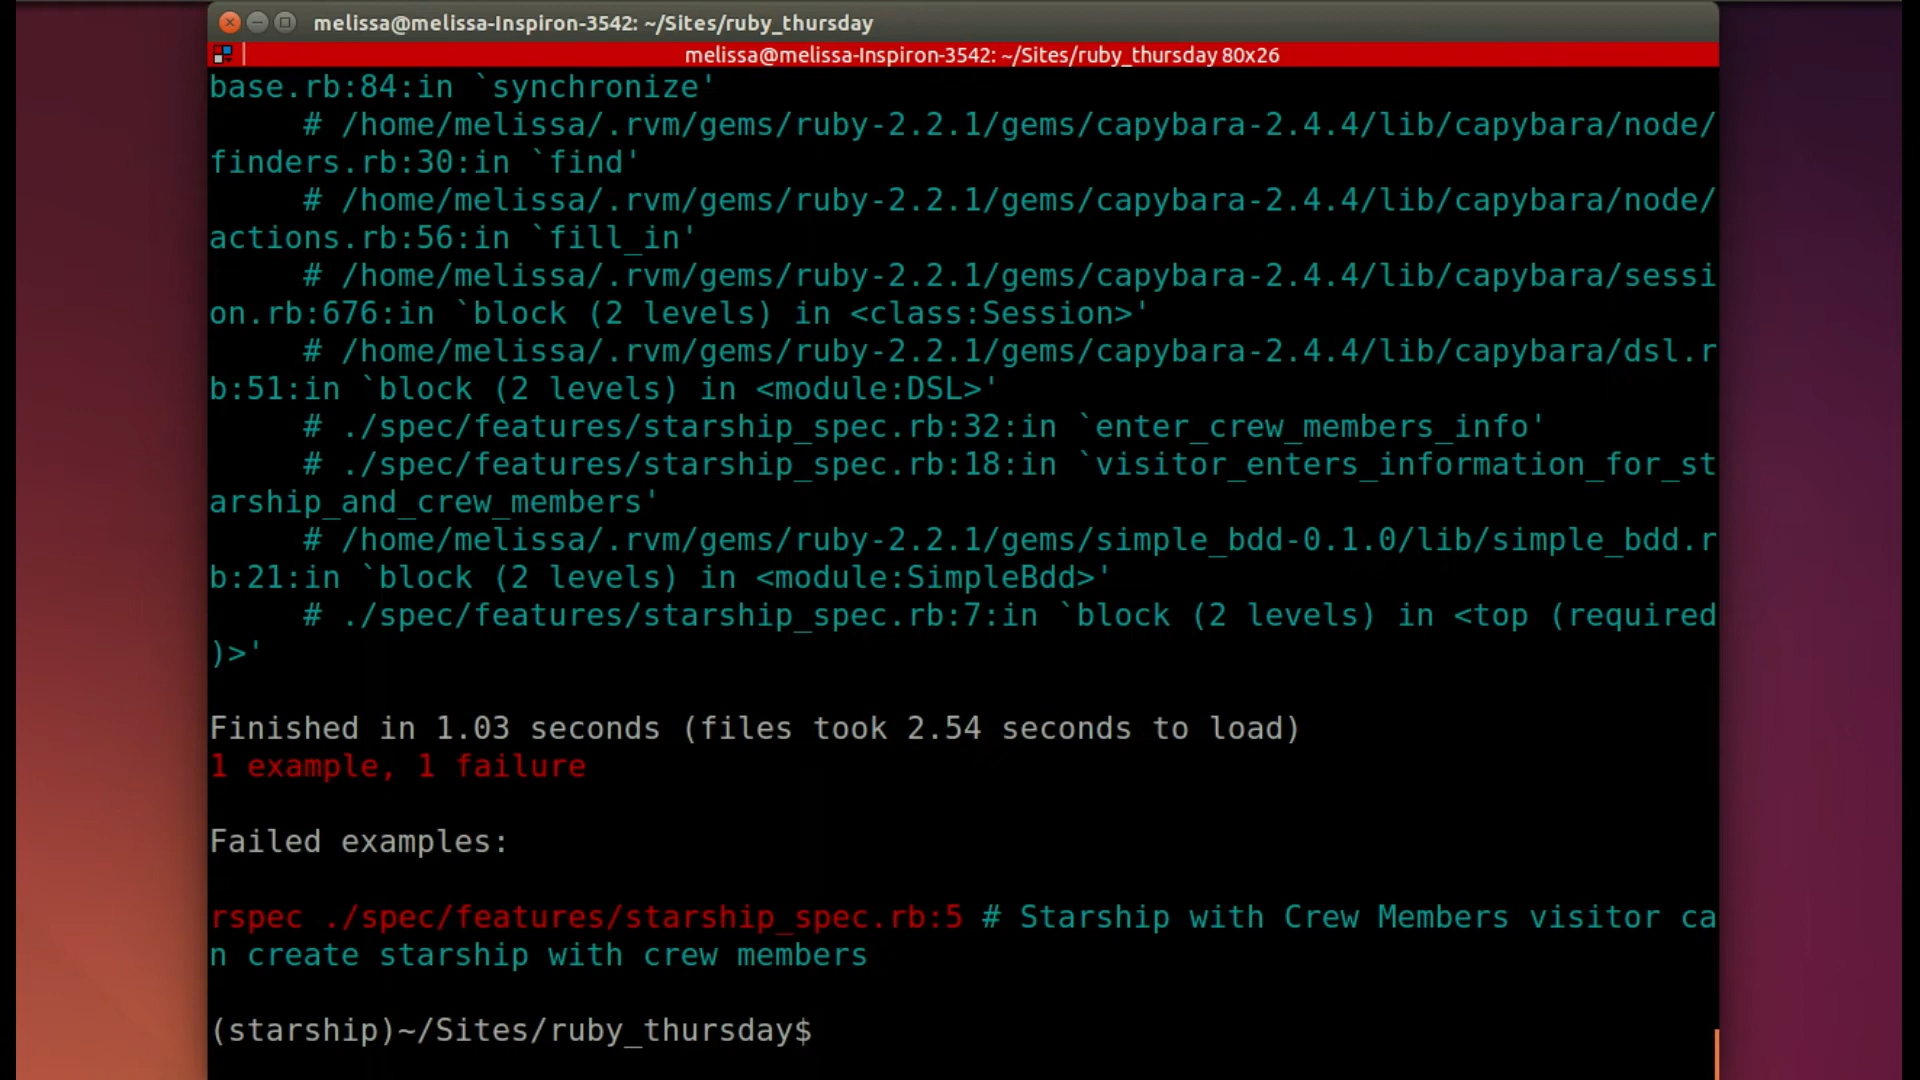 melissa@melissa-Inspiron-3542: ~/Sites/ruby_thursday
melissa@melissa-Inspiron-3542: ~/Sites/ruby_thursday 80x26
base.rb:84:in `synchronize'
# /home/melissa/.rvm/gems/ruby-2.2.1/gems/capybara-2.4.4/lib/capybara/node/
finders.rb:30:in `find'
# /home/melissa/.rvm/gems/ruby-2.2.1/gems/capybara-2.4.4/lib/capybara/node/
actions.rb:56:in `fill_in'
# /home/melissa/.rvm/gems/ruby-2.2.1/gems/capybara-2.4.4/lib/capybara/sessi
on.rb:676:in `block (2 levels) in <class:Session>'
# /home/melissa/.rvm/gems/ruby-2.2.1/gems/capybara-2.4.4/lib/capybara/dsl.r
b:51:in `block (2 levels) in <module:DSL>'
# ./spec/features/starship_spec.rb:32:in `enter_crew_members_info'
# ./spec/features/starship_spec.rb:18:in `visitor_enters_information_for_st
arship_and_crew_members'
# /home/melissa/.rvm/gems/ruby-2.2.1/gems/simple_bdd-0.1.0/lib/simple_bdd.r
b:21:in `block (2 levels) in <module:SimpleBdd>'
# ./spec/features/starship_spec.rb:7:in `block (2 levels) in <top (required
)>'
Finished in 1.03 seconds (files took 2.54 seconds to load)
1 example, 1 failure
Failed examples:
rspec ./spec/features/starship_spec.rb:5 # Starship with Crew Members visitor ca
n create starship with crew members
(starship)~/Sites/ruby_thursday$